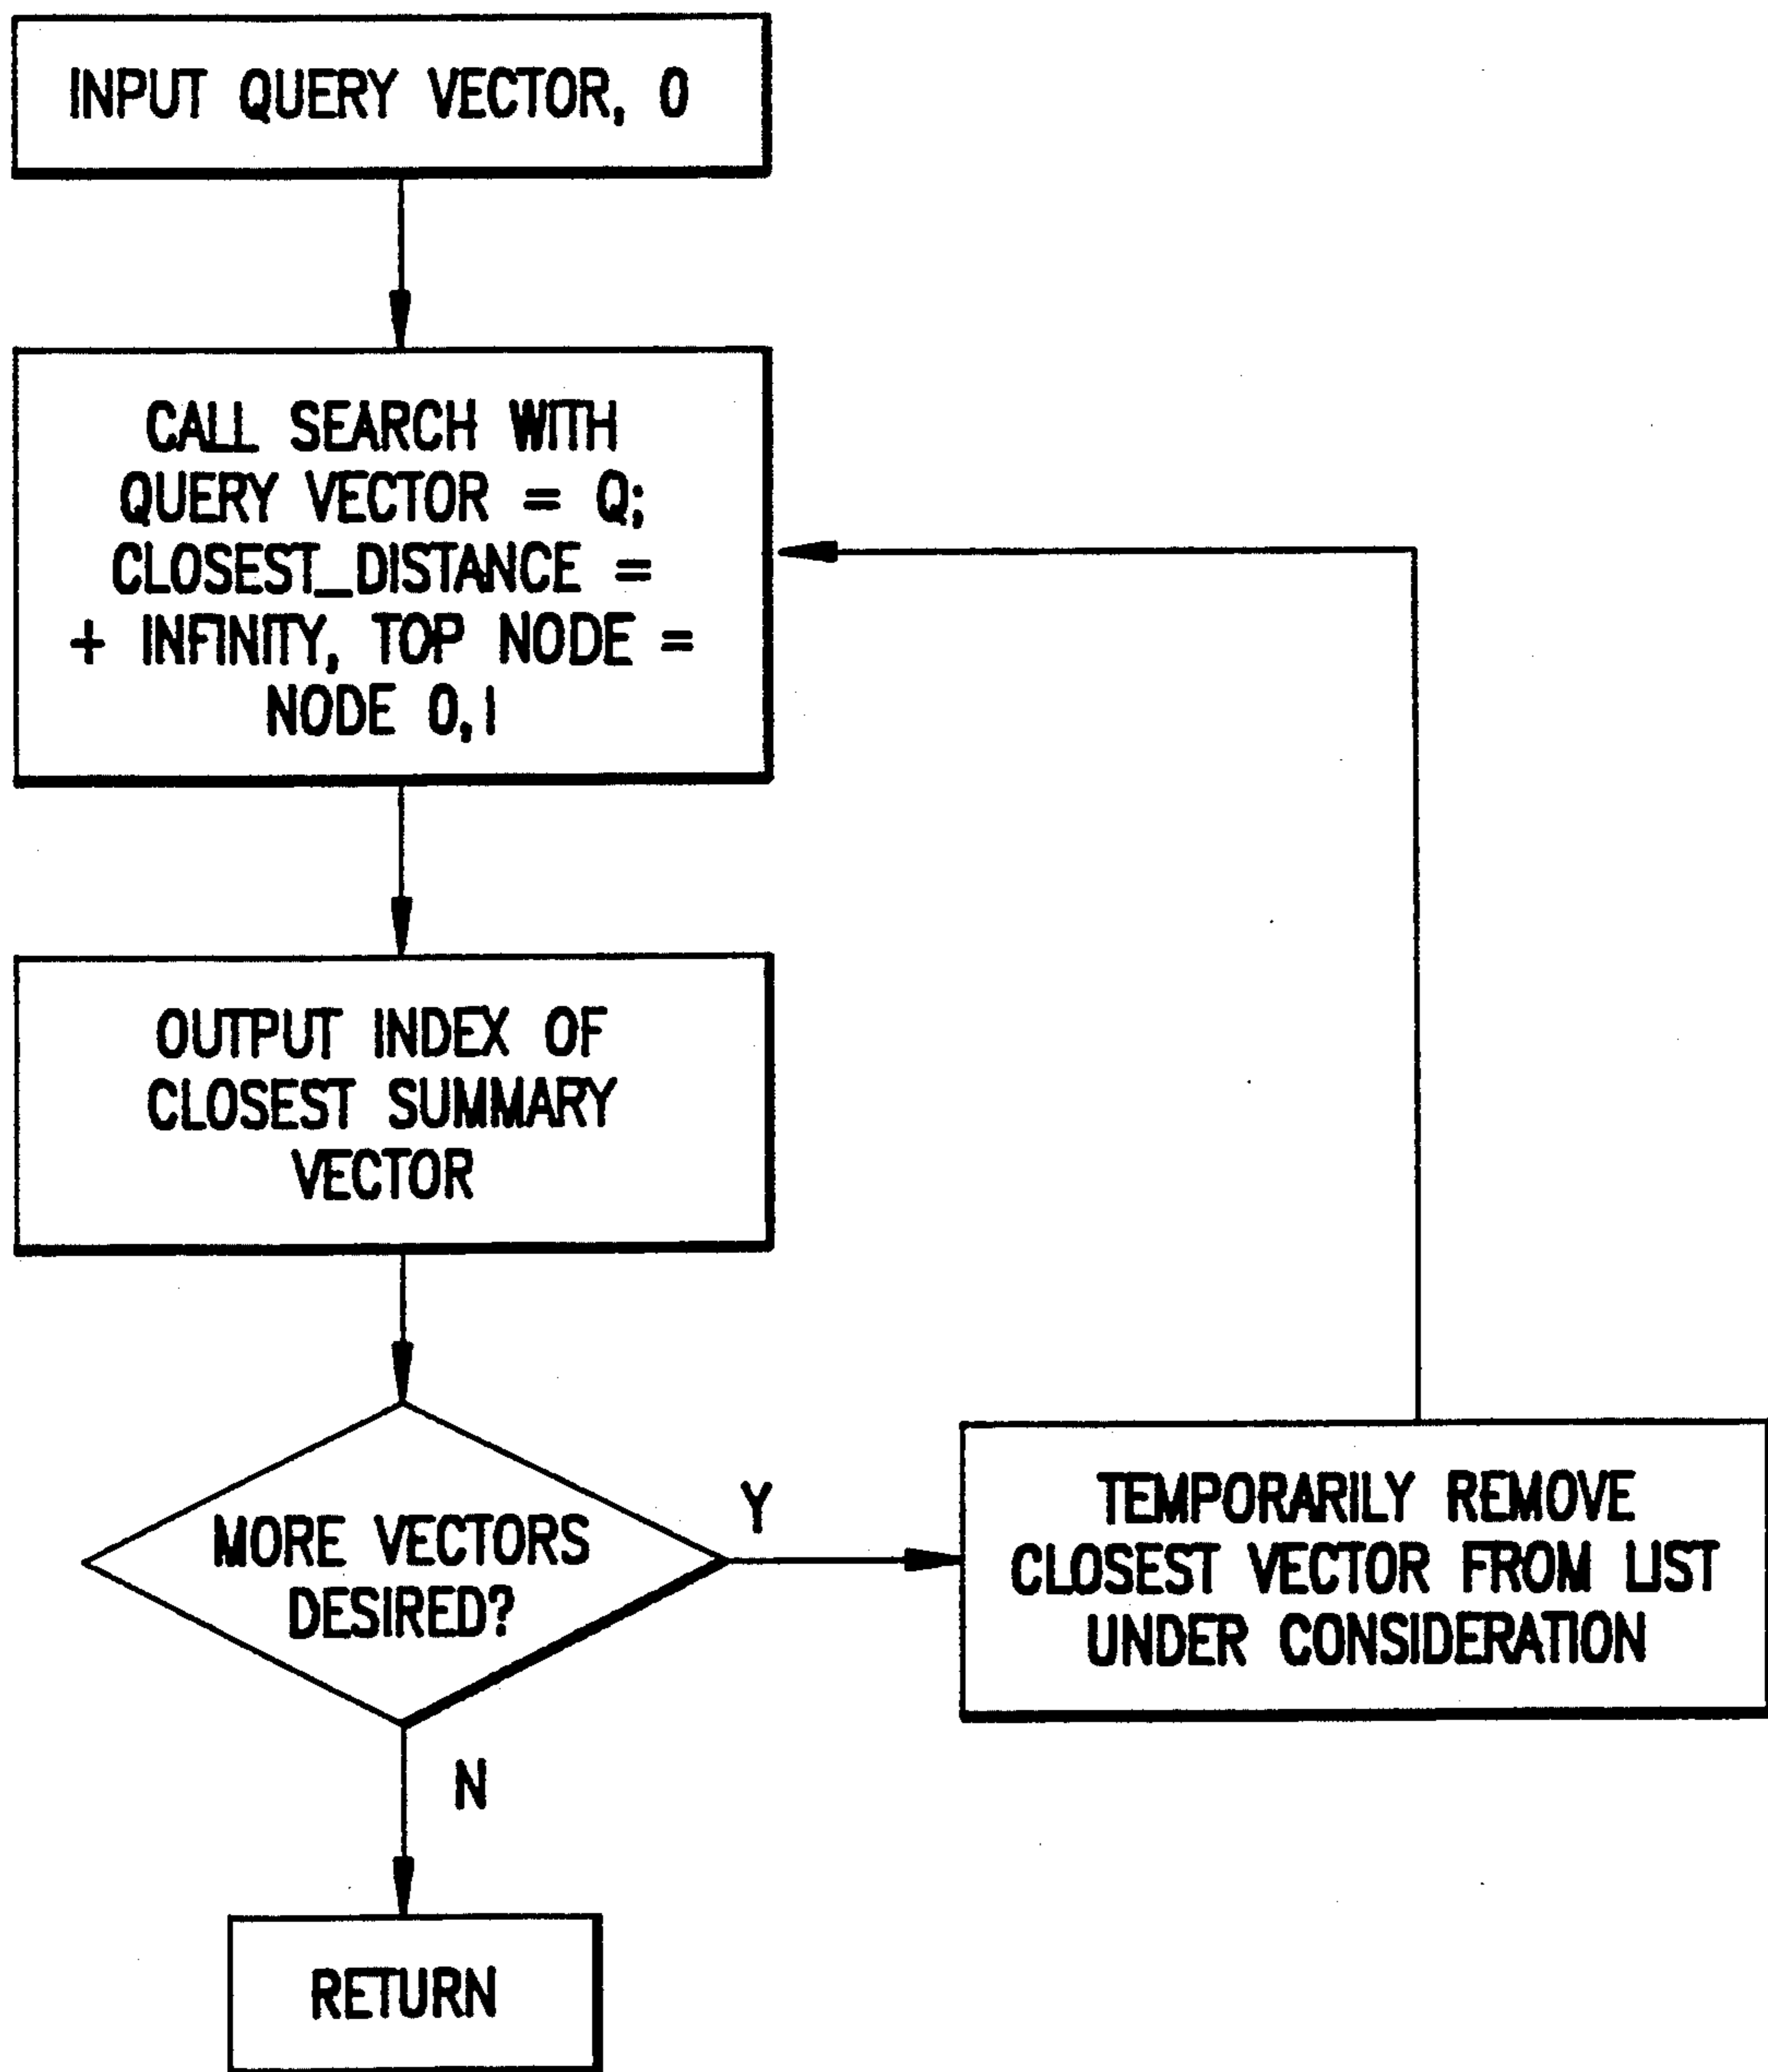 INPUT QUERY VECTOR, 0
CALL SEARCH WITH
QUERY VECTOR = Q;
CLOSEST_DISTANCE =
+ INFINITY, TOP NODE =
NODE 0,1
OUTPUT INDEX OF
CLOSEST SUMMARY
VECTOR
MORE VECTORS
DESIRED?
Y
TEMPORARILY REMOVE
CLOSEST VECTOR FROM LIST
UNDER CONSIDERATION
N
RETURN